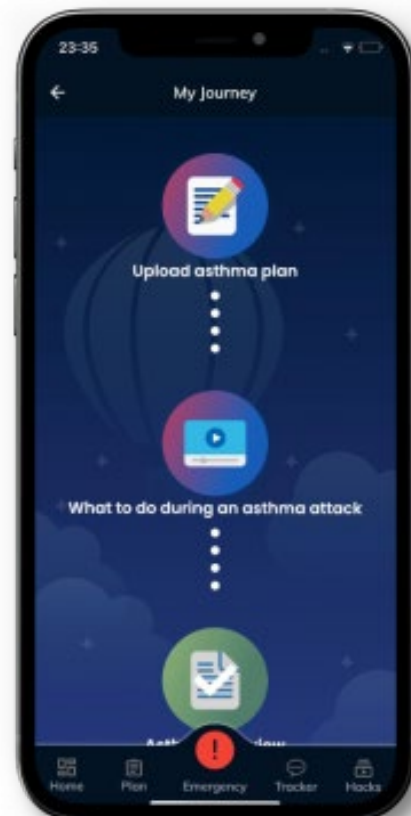 23:35
My Journey
Upload asthma plan
What to do during an asthma attack
Home
Plan
Emergency
Tracker
Hacks